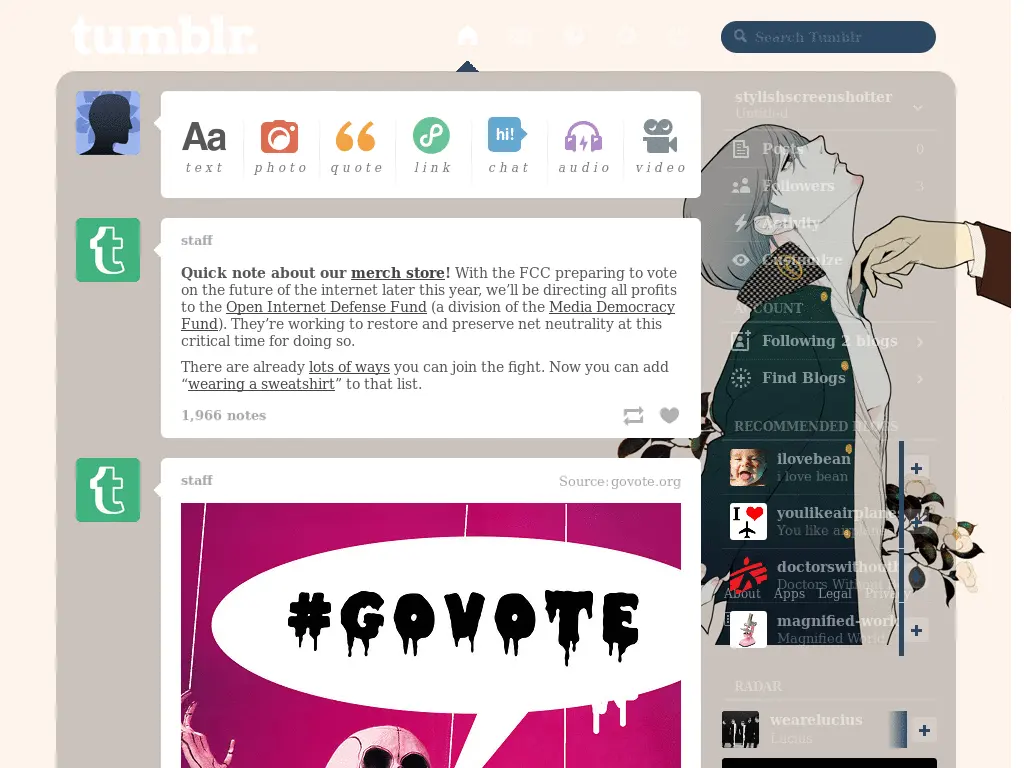 tumblr.
Search Tumblr
stylishscreenshotter
Untitled
Aa
hi!
text photo quote link chat audio video
Posts 0
Followers 3
Activity
Customize
staff
Quick note about our merch store! With the FCC preparing to vote
on the future of the internet later this year, we'll be directing all profits
to the Open Internet Defense Fund (a division of the Media Democracy
Fund). They're working to restore and preserve net neutrality at this
critical time for doing so.
There are already lots of ways you can join the fight. Now you can add
“wearing a sweatshirt” to that list.
1,966 notes
ACCOUNT
Following 2 blogs
Find Blogs
RECOMMENDED BLOGS
ilovebean
i love bean
youlikeairplanes
You like airplane
I
doctorswithoutl
Doctors Without
About Apps Legal Privacy
magnified-work
Magnified World
RADAR
wearelucius
Lucius
staff
Source: govote.org
#GOVOTE